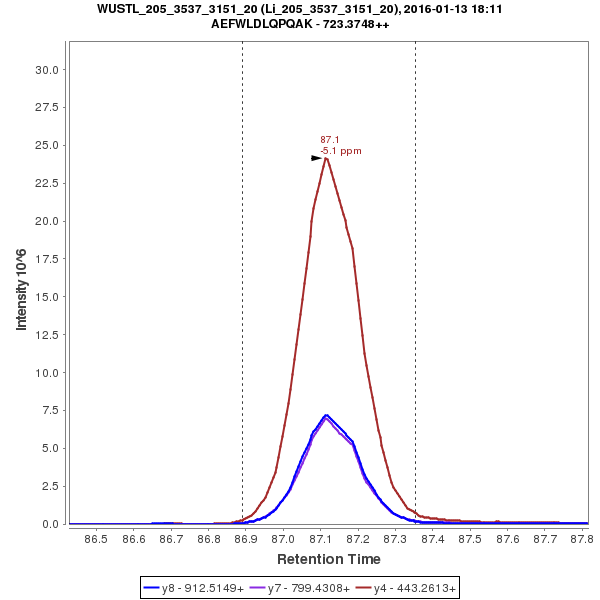 WUSTL_205_3537_3151_20 (Li_205_3537_3151_20), 2016-01-13 18:11
AEFWLDLQPQAK - 723.3748++
30.0
27.5
25.0
22.5
20.0
17.5
15.0
12.5
10.0
7.5
5.0
2.5
0.0
Intensity 10^6
87.1
-5.1 ppm
86.5 86.6 86.7 86.8 86.9 87.0 87.1 87.2 87.3 87.4 87.5 87.6 87.7 87.8
Retention Time
y8 - 912.5149+ y7 - 799.4308+ y4 - 443.2613+